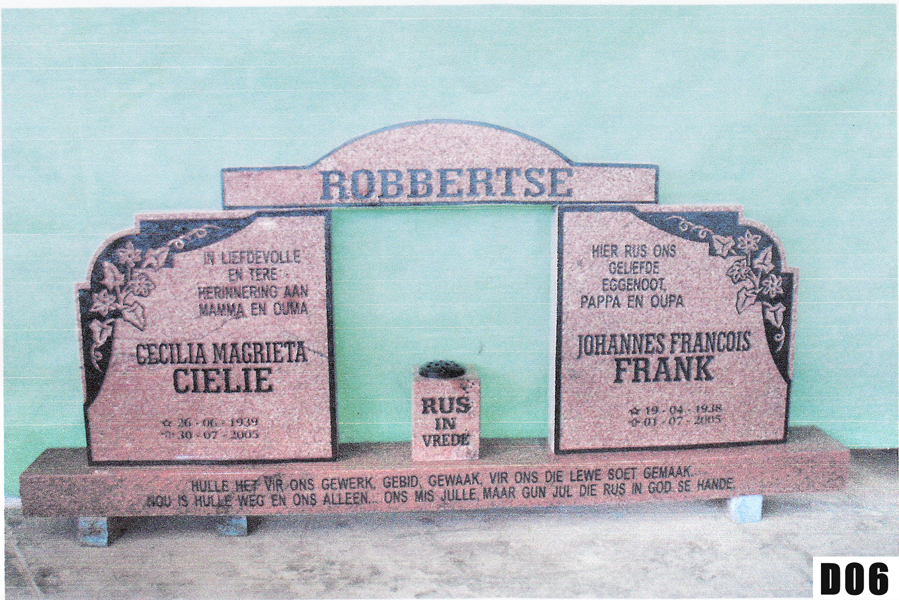 ROBBERTSE
IN LIEFDEVOLLE
EN TERE
HERINNERING AAN
MAMMA EN OUMA
CECILIA MAGRIETA
CIELIE
☆ 26 - 06 - 1939
✞ 30 - 07 - 2005
HIER RUS ONS
GELIEFDE
EGGENOOT,
PAPPA EN OUPA
JOHANNES FRANCOIS
FRANK
☆ 19 - 04 - 1938
✞ 01 - 07 - 2005
RUS
IN
VREDE
HULLE HET VIR ONS GEWERK, GEBID, GEWAAK, VIR ONS DIE LEWE SOET GEMAAK.
NOU IS HULLE WEG EN ONS ALLEEN... ONS MIS JULLE, MAAR GUN JUL DIE RUS IN GOD SE HANDE.
D06